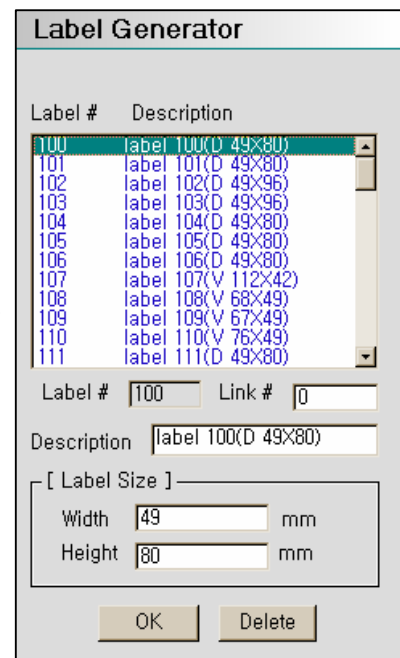 Label Generator
Label # Description
100 label 100(D 49X80)
101 label 101(D 49X80)
102 label 102(D 49X96)
103 label 103(D 49X96)
104 label 104(D 49X80)
105 label 105(D 49X80)
106 label 106(D 49X80)
107 label 107(V 112X42)
108 label 108(V 68X49)
109 label 109(V 67X49)
110 label 110(V 76X49)
111 label 111(D 49X80)
Label # 100 Link # 0
Description label 100(D 49X80)
[ Label Size ]
Width 49 mm
Height 80 mm
OK Delete